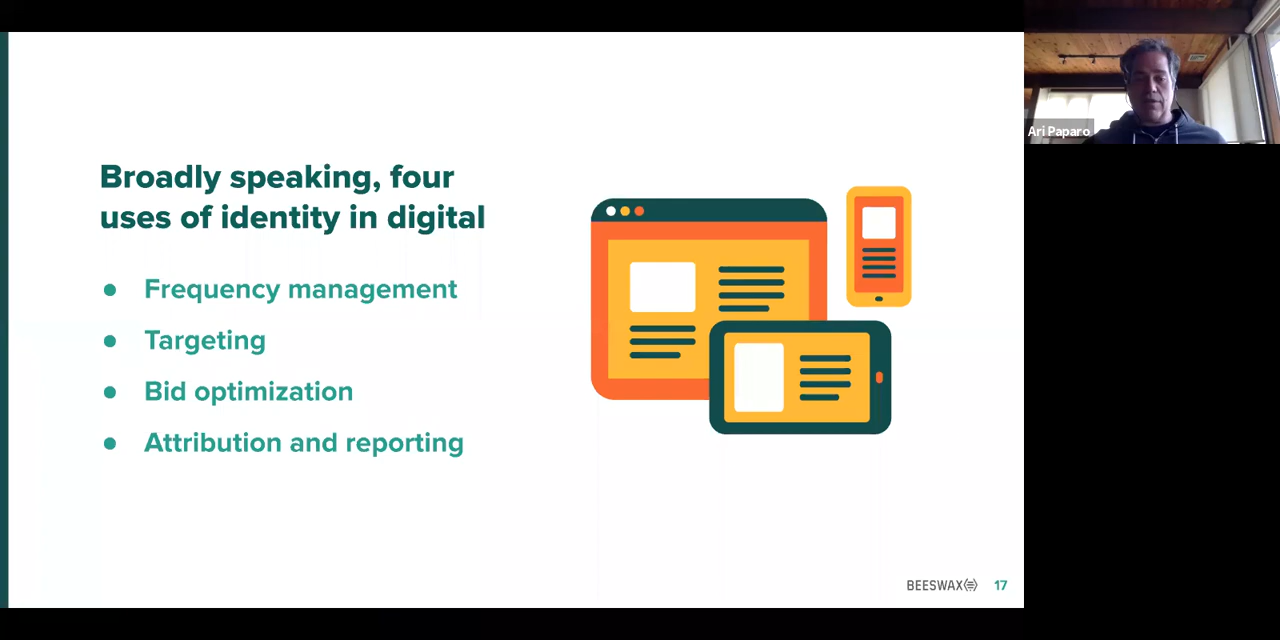 Broadly speaking, four
uses of identity in digital
● Frequency management
● Targeting
● Bid optimization
● Attribution and reporting
BEESWAX
17
Ari Paparo